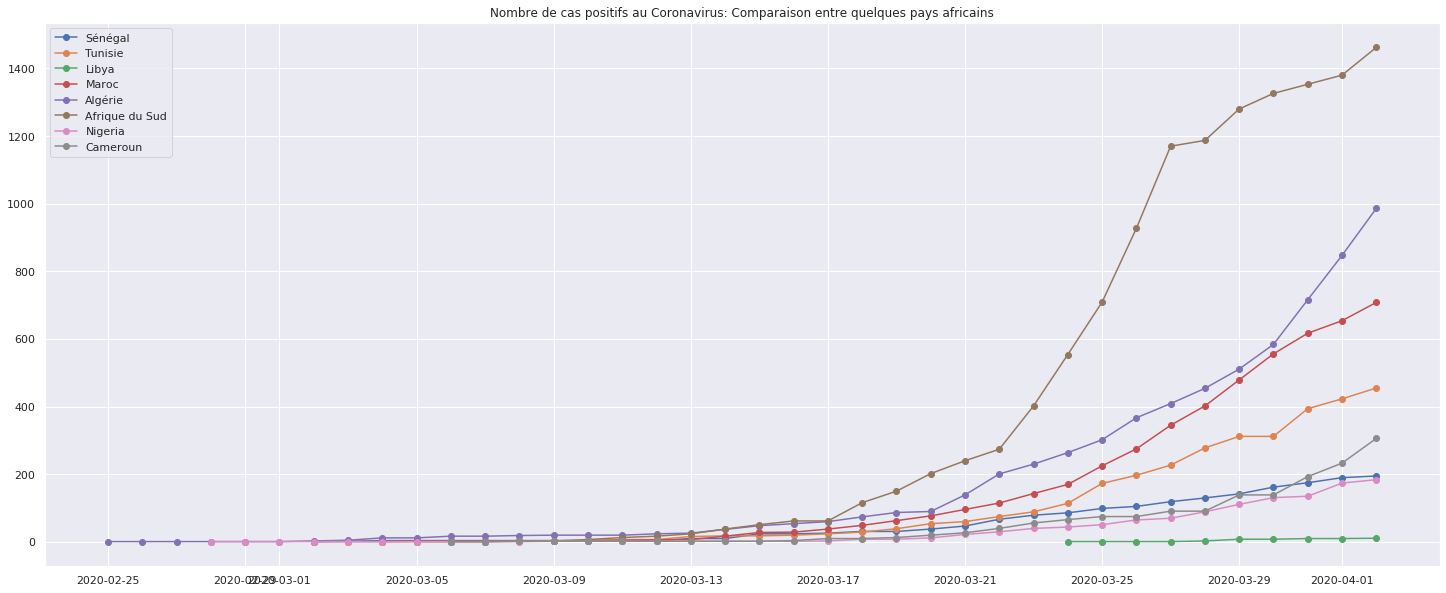 Nombre de cas positifs au Coronavirus: Comparaison entre quelques pays africains
Sénégal
Tunisie
Libya
Maroc
Algérie
Afrique du Sud
Nigeria
Cameroun
1400
1200
1000
800
600
400
200
0
2020-02-25 2020-02-29 2020-03-01 2020-03-05 2020-03-09 2020-03-13 2020-03-17 2020-03-21 2020-03-25 2020-03-29 2020-04-01